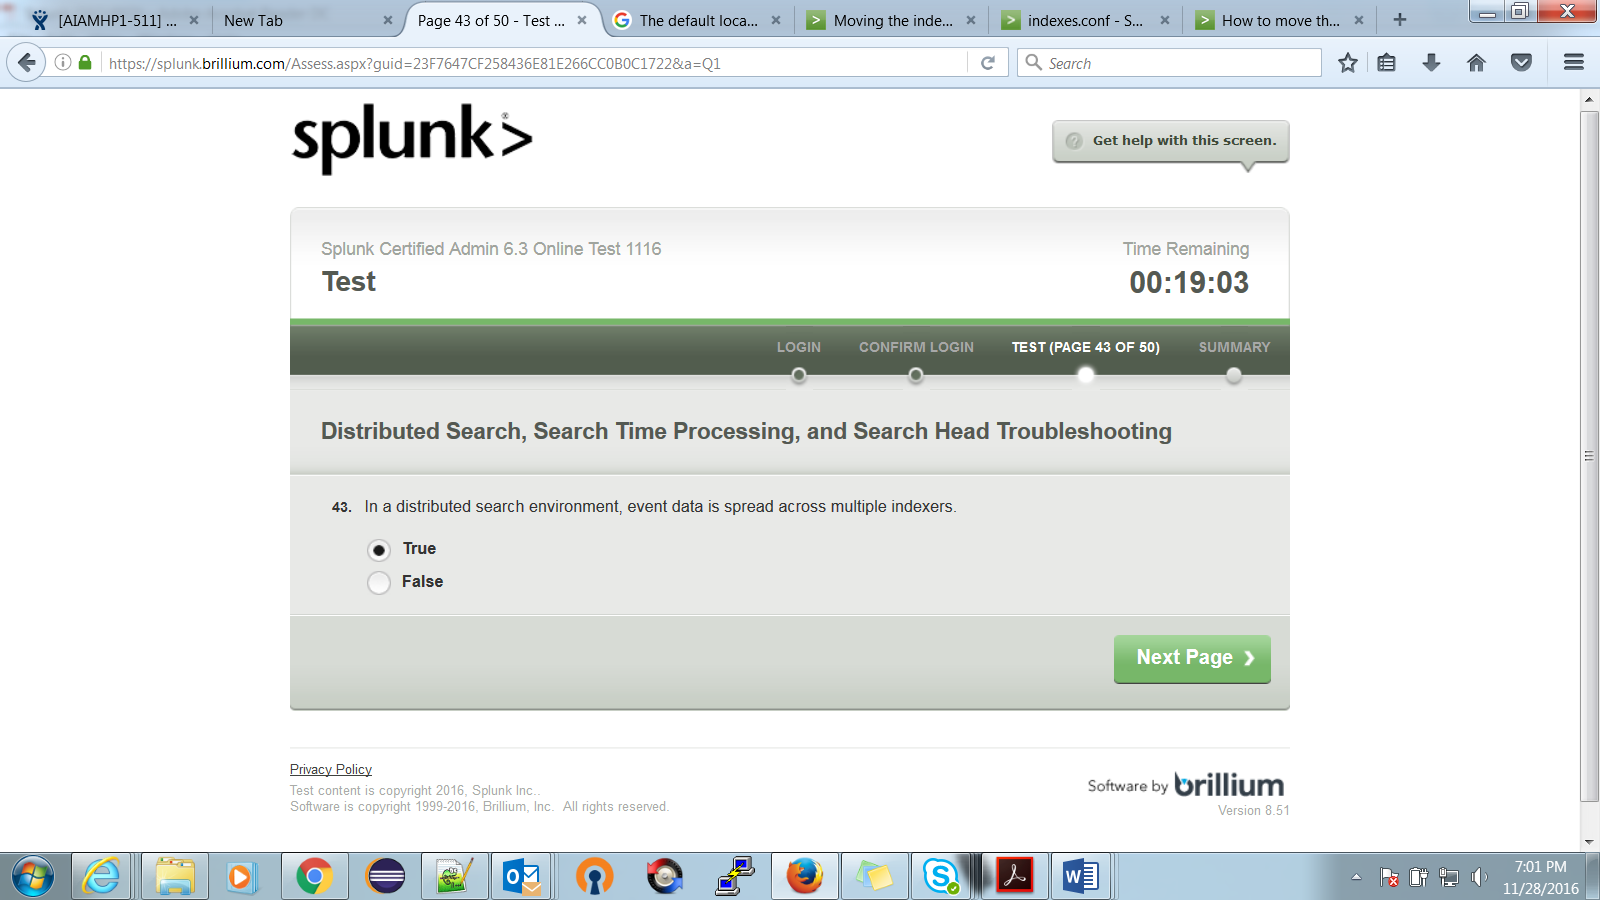 [AIAMHP1-511] ...
New Tab
Page 43 of 50 - Test ...
The default loca...
Moving the inde...
indexes.conf - S...
How to move th...
https://splunk.brillium.com/Assess.aspx?guid=23F7647CF258436E81E266CC0B0C1722&a=Q1
Search
splunk>
Get help with this screen.
Splunk Certified Admin 6.3 Online Test 1116
Time Remaining
Test
00:19:03
LOGIN
CONFIRM LOGIN
TEST (PAGE 43 OF 50)
SUMMARY
Distributed Search, Search Time Processing, and Search Head Troubleshooting
43. In a distributed search environment, event data is spread across multiple indexers.
True
False
Next Page
Privacy Policy
Test content is copyright 2016, Splunk Inc..
Software is copyright 1999-2016, Brillium, Inc. All rights reserved.
Software by brillium
Version 8.51
7:01 PM
11/28/2016